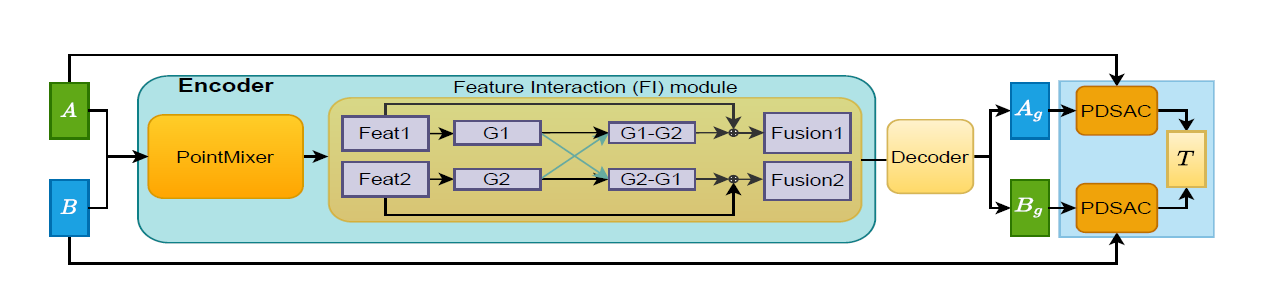 Encoder
Feature Interaction (FI) module
A
B
PointMixer
Feat1
G1
G1-G2
Fusion1
Feat2
G2
G2-G1
Fusion2
Decoder
A_g
B_g
PDSAC
PDSAC
T